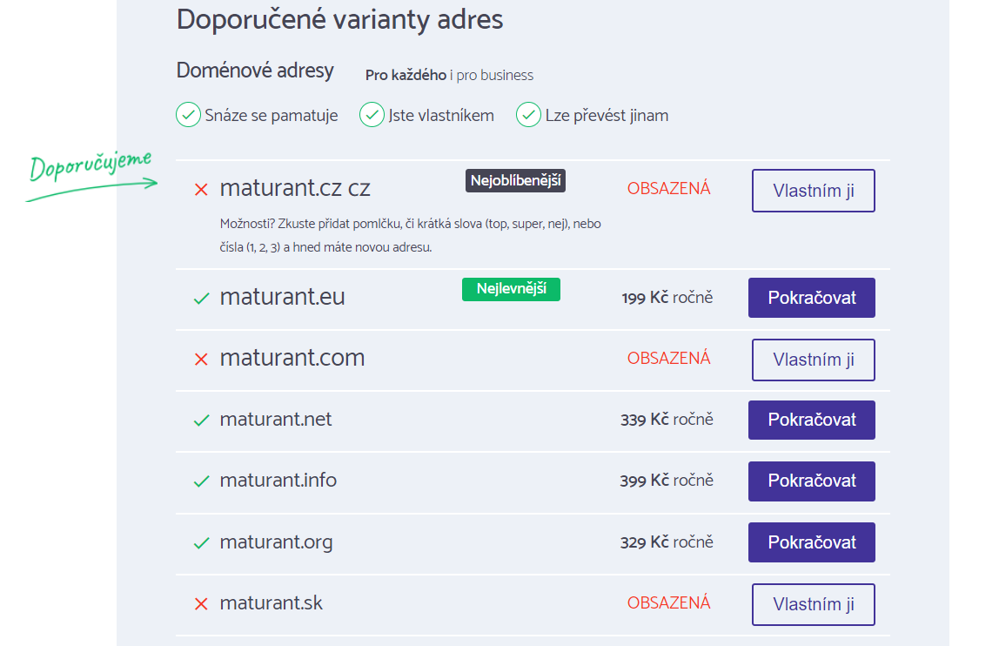 Doporučené varianty adres
Doménové adresy Pro každého i pro business
Snáze se pamatuje Jste vlastníkem Lze převést jinam
Doporučujeme
maturant.cz cz Nejoblíbenější OBSAZENÁ Vlastním ji
Možnosti? Zkuste přidat pomlčku, či krátká slova (top, super, nej), nebo
čísla (1, 2, 3) a hned máte novou adresu.
maturant.eu Nejlevnější 199 Kč ročně Pokračovat
maturant.com OBSAZENÁ Vlastním ji
maturant.net 339 Kč ročně Pokračovat
maturant.info 399 Kč ročně Pokračovat
maturant.org 329 Kč ročně Pokračovat
maturant.sk OBSAZENÁ Vlastním ji